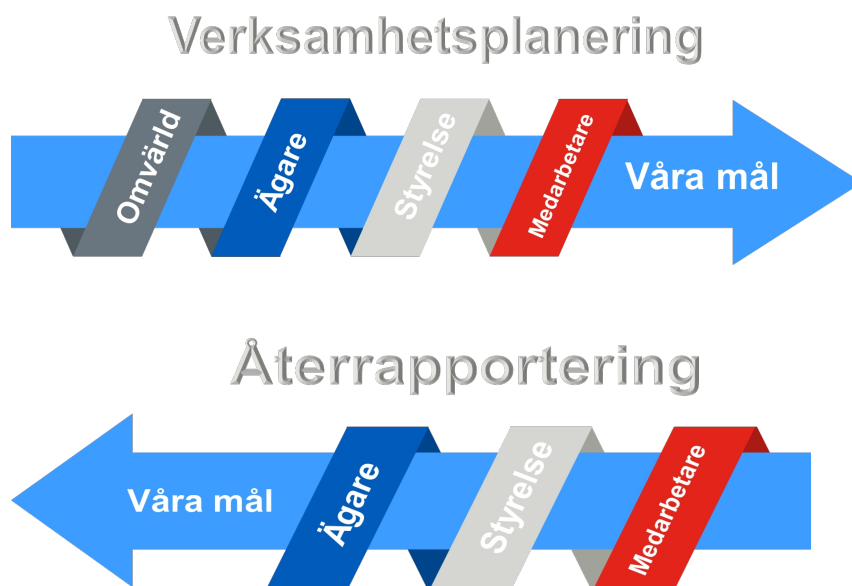 Verksamhetsplanering
Omvärld
Ägare
Styrelse
Medarbetare
Våra mål
Återrapportering
Våra mål
Ägare
Styrelse
Medarbetare